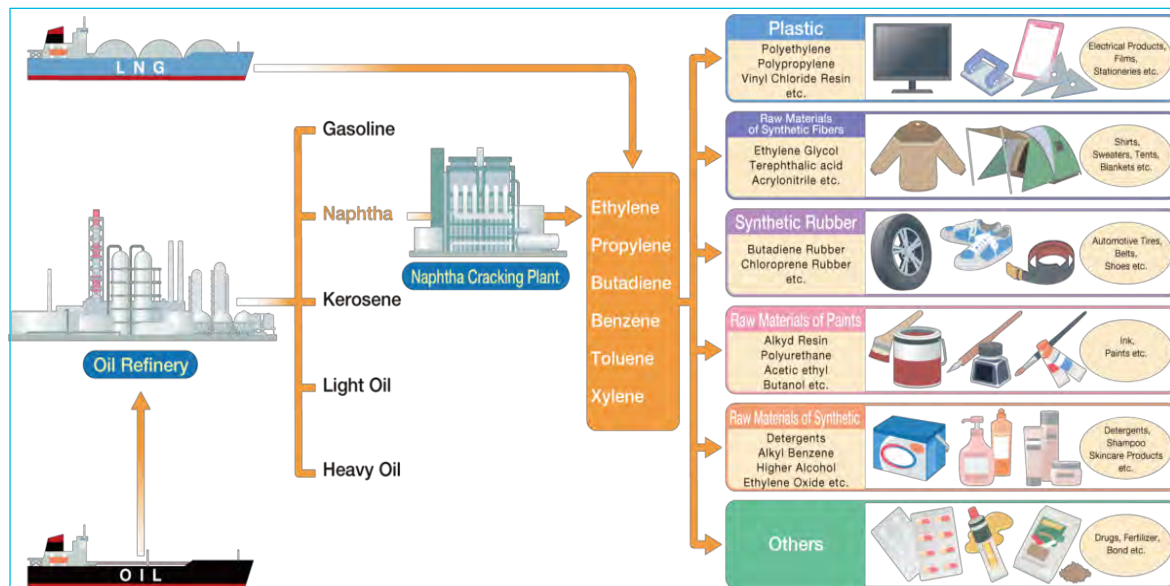 LNG
Gasoline
Naphtha
Kerosene
Light Oil
Heavy Oil
Oil Refinery
OIL
Naphtha Cracking Plant
Ethylene
Propylene
Butadiene
Benzene
Toluene
Xylene
Plastic
Polyethylene
Polypropylene
Vinyl Chloride Resin
etc.
Electrical Products,
Films,
Stationeries etc.
Raw Materials
of Synthetic Fibers
Ethylene Glycol
Terephthalic acid
Acrylonitrile etc.
Shirts,
Sweaters, Tents,
Blankets etc.
Synthetic Rubber
Butadiene Rubber
Chloroprene Rubber
etc.
Automotive Tires,
Belts,
Shoes etc.
Raw Materials of Paints
Alkyd Resin
Polyurethane
Acetic ethyl
Butanol etc.
Ink,
Paints etc.
Raw Materials of Synthetic
Detergents
Alkyl Benzene
Higher Alcohol
Ethylene Oxide etc.
Detergents,
Shampoo
Skincare Products
etc.
Others
Drugs, Fertilizer,
Bond etc.